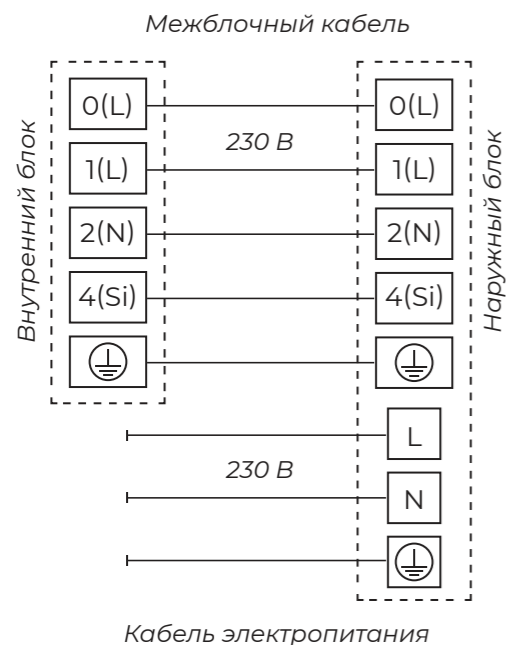 Межблочный кабель
Внутренний блок
Наружный блок
0(L) 0(L)
230 В
1(L) 1(L)
2(N) 2(N)
4(Si) 4(Si)
L
230 В
N
Кабель электропитания